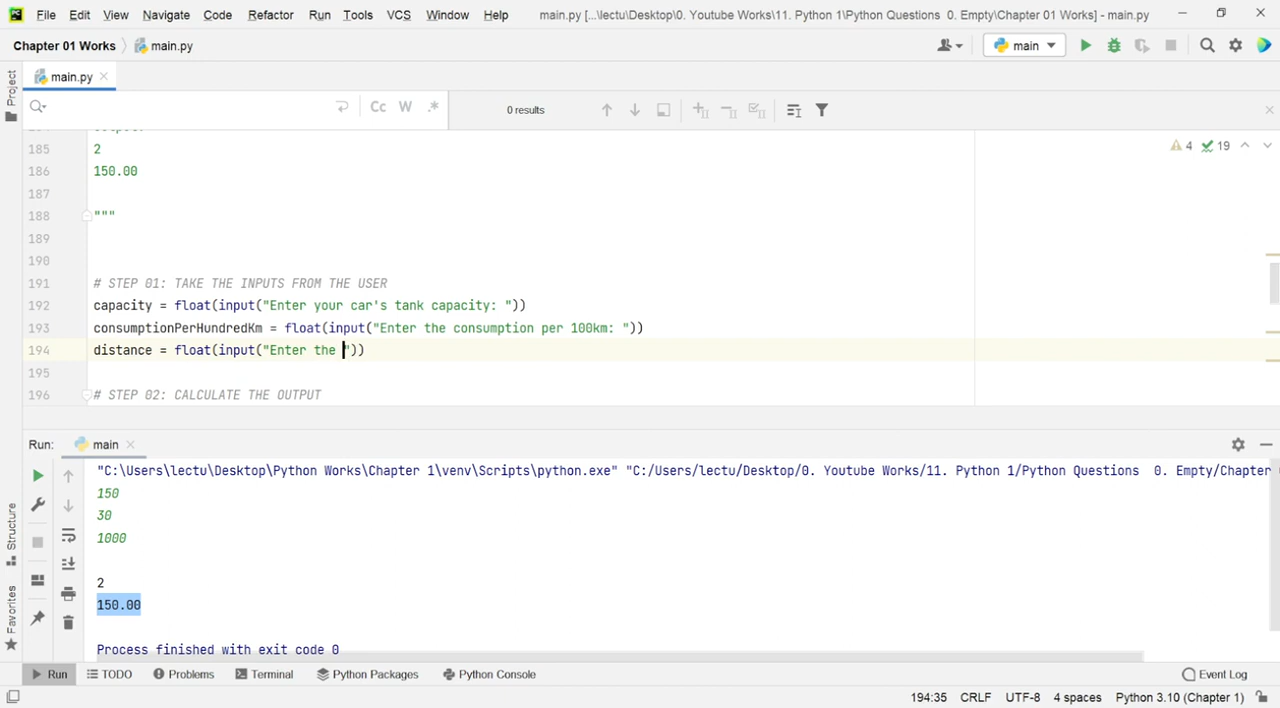 File Edit View Navigate Code Refactor Run Tools VCS Window Help main.py [...\lectu\Desktop\0. Youtube Works\11. Python 1\Python Questions 0. Empty\Chapter 01 Works] - main.py
Chapter 01 Works main.py main
Project main.py
Cc W .* 0 results
185 2 4 19
186 150.00
187
188 """
189
190
191 # STEP 01: TAKE THE INPUTS FROM THE USER
192 capacity = float(input("Enter your car's tank capacity: "))
193 consumptionPerHundredKm = float(input("Enter the consumption per 100km: "))
194 distance = float(input("Enter the "))
195
196 # STEP 02: CALCULATE THE OUTPUT
Run: main
"C:\Users\lectu\Desktop\Python Works\Chapter 1\venv\Scripts\python.exe" "C:/Users/lectu/Desktop/0. Youtube Works/11. Python 1/Python Questions 0. Empty/Chapter
150
30
1000
2
150.00
Process finished with exit code 0
Structure
Favorites
Run TODO Problems Terminal Python Packages Python Console Event Log
194:35 CRLF UTF-8 4 spaces Python 3.10 (Chapter 1)